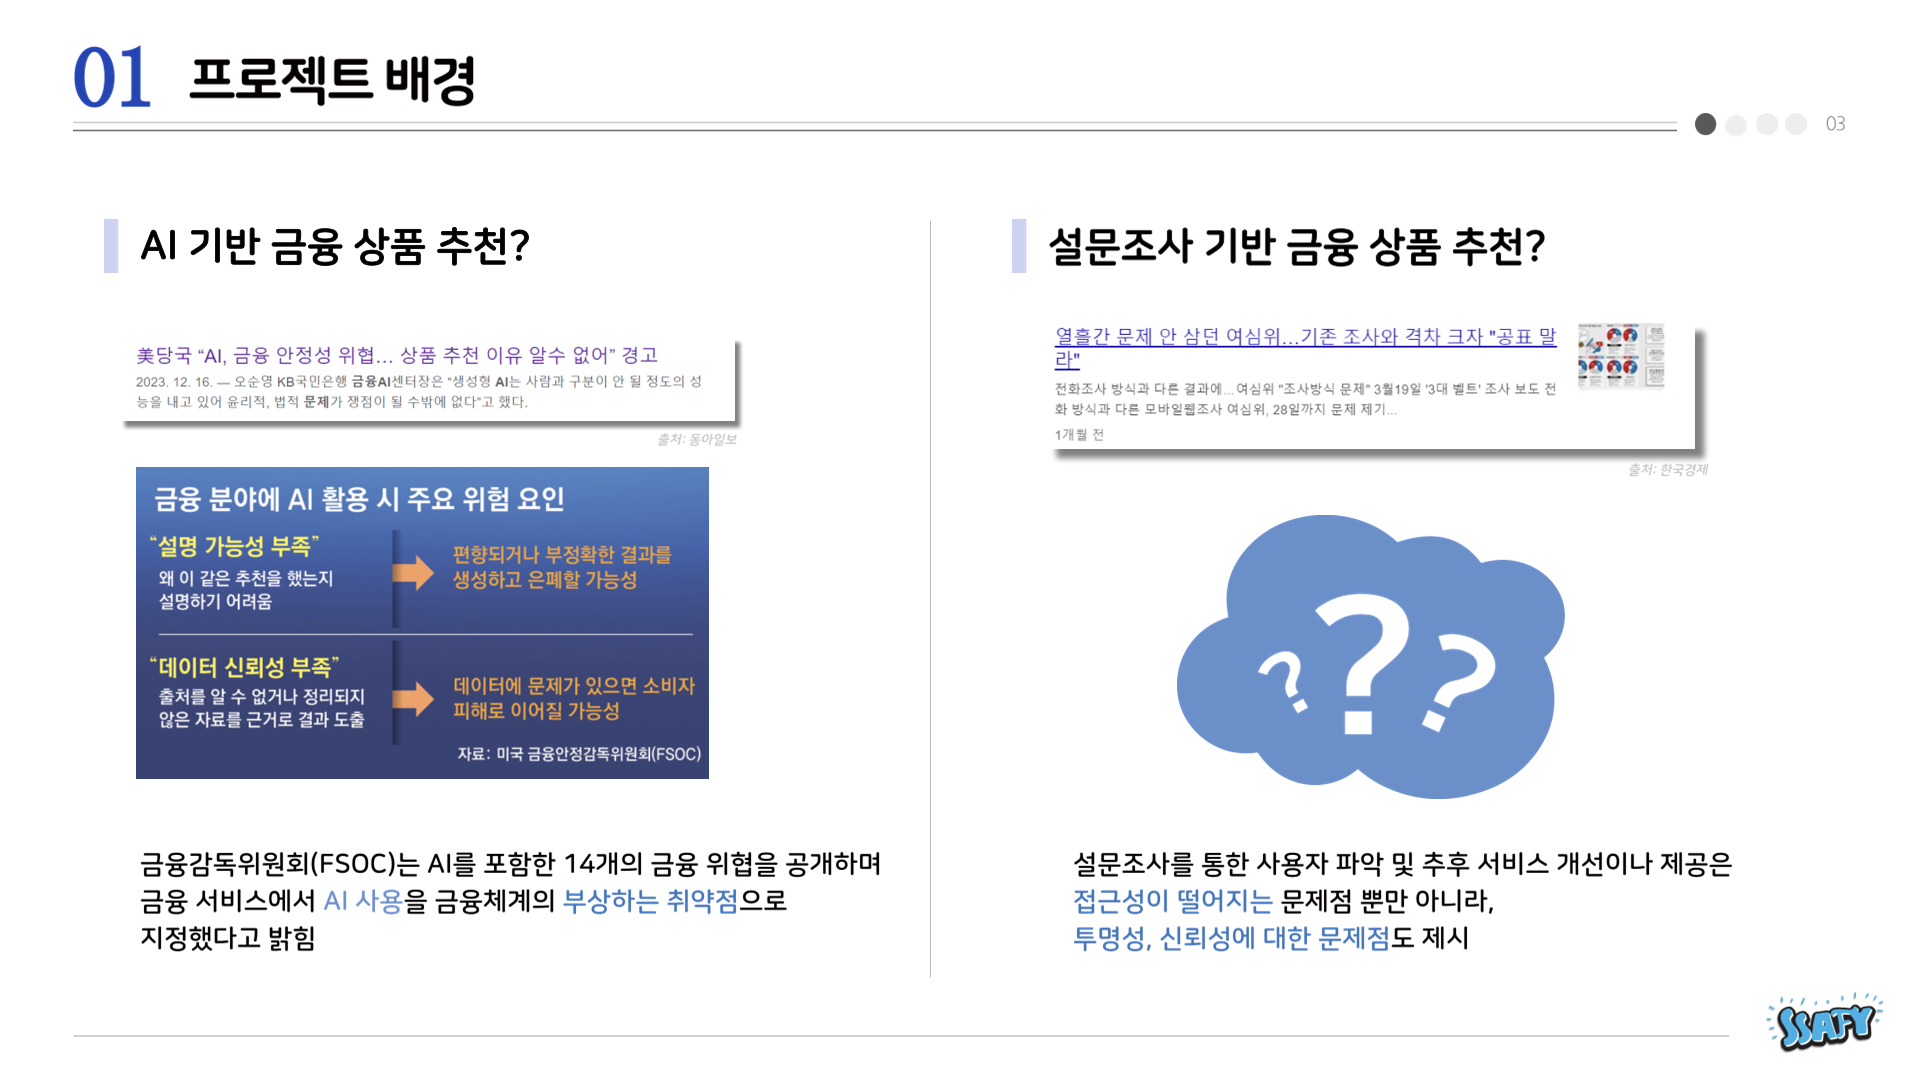 01 프로젝트 배경
03
AI 기반 금융 상품 추천?
美당국 “AI, 금융 안정성 위협… 상품 추천 이유 알수 없어” 경고
2023. 12. 16. — 오순영 KB국민은행 금융AI센터장은 “생성형 AI는 사람과 구분이 안 될 정도의 성
능을 내고 있어 윤리적, 법적 문제가 쟁점이 될 수밖에 없다”고 했다.
출처: 동아일보
금융 분야에 AI 활용 시 주요 위험 요인
“설명 가능성 부족”
왜 이 같은 추천을 했는지
설명하기 어려움
편향되거나 부정확한 결과를
생성하고 은폐할 가능성
“데이터 신뢰성 부족”
출처를 알 수 없거나 정리되지
않은 자료를 근거로 결과 도출
데이터에 문제가 있으면 소비자
피해로 이어질 가능성
자료: 미국 금융안정감독위원회(FSOC)
금융감독위원회(FSOC)는 AI를 포함한 14개의 금융 위협을 공개하며
금융 서비스에서 AI 사용을 금융체계의 부상하는 취약점으로
지정했다고 밝힘
설문조사 기반 금융 상품 추천?
열흘간 문제 안 삼던 여심위…기존 조사와 격차 크자 "공표 말
라"
전화조사 방식과 다른 결과에…여심위 "조사방식 문제" 3월19일 '3대 벨트' 조사 보도 전
화 방식과 다른 모바일웹조사 여심위, 28일까지 문제 제기...
1개월 전
출처: 한국경제
? ? ?
설문조사를 통한 사용자 파악 및 추후 서비스 개선이나 제공은
접근성이 떨어지는 문제점 뿐만 아니라,
투명성, 신뢰성에 대한 문제점도 제시
SSAFY